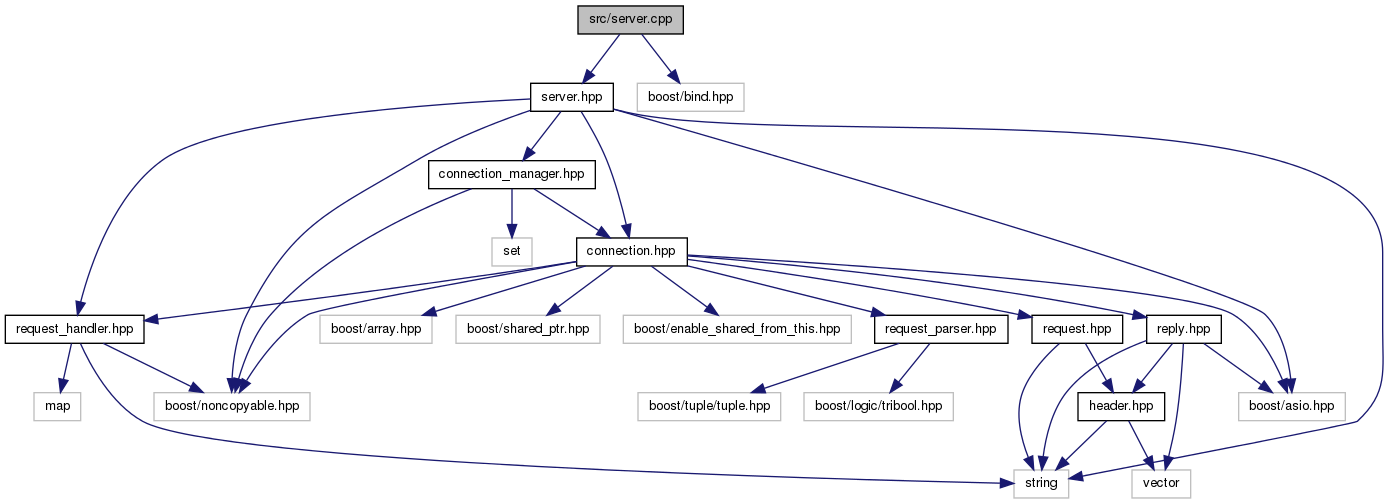 src/server.cpp
server.hpp
boost/bind.hpp
connection_manager.hpp
set
connection.hpp
request_handler.hpp
boost/array.hpp
boost/shared_ptr.hpp
boost/enable_shared_from_this.hpp
request_parser.hpp
request.hpp
reply.hpp
map
boost/noncopyable.hpp
boost/tuple/tuple.hpp
boost/logic/tribool.hpp
header.hpp
boost/asio.hpp
string
vector